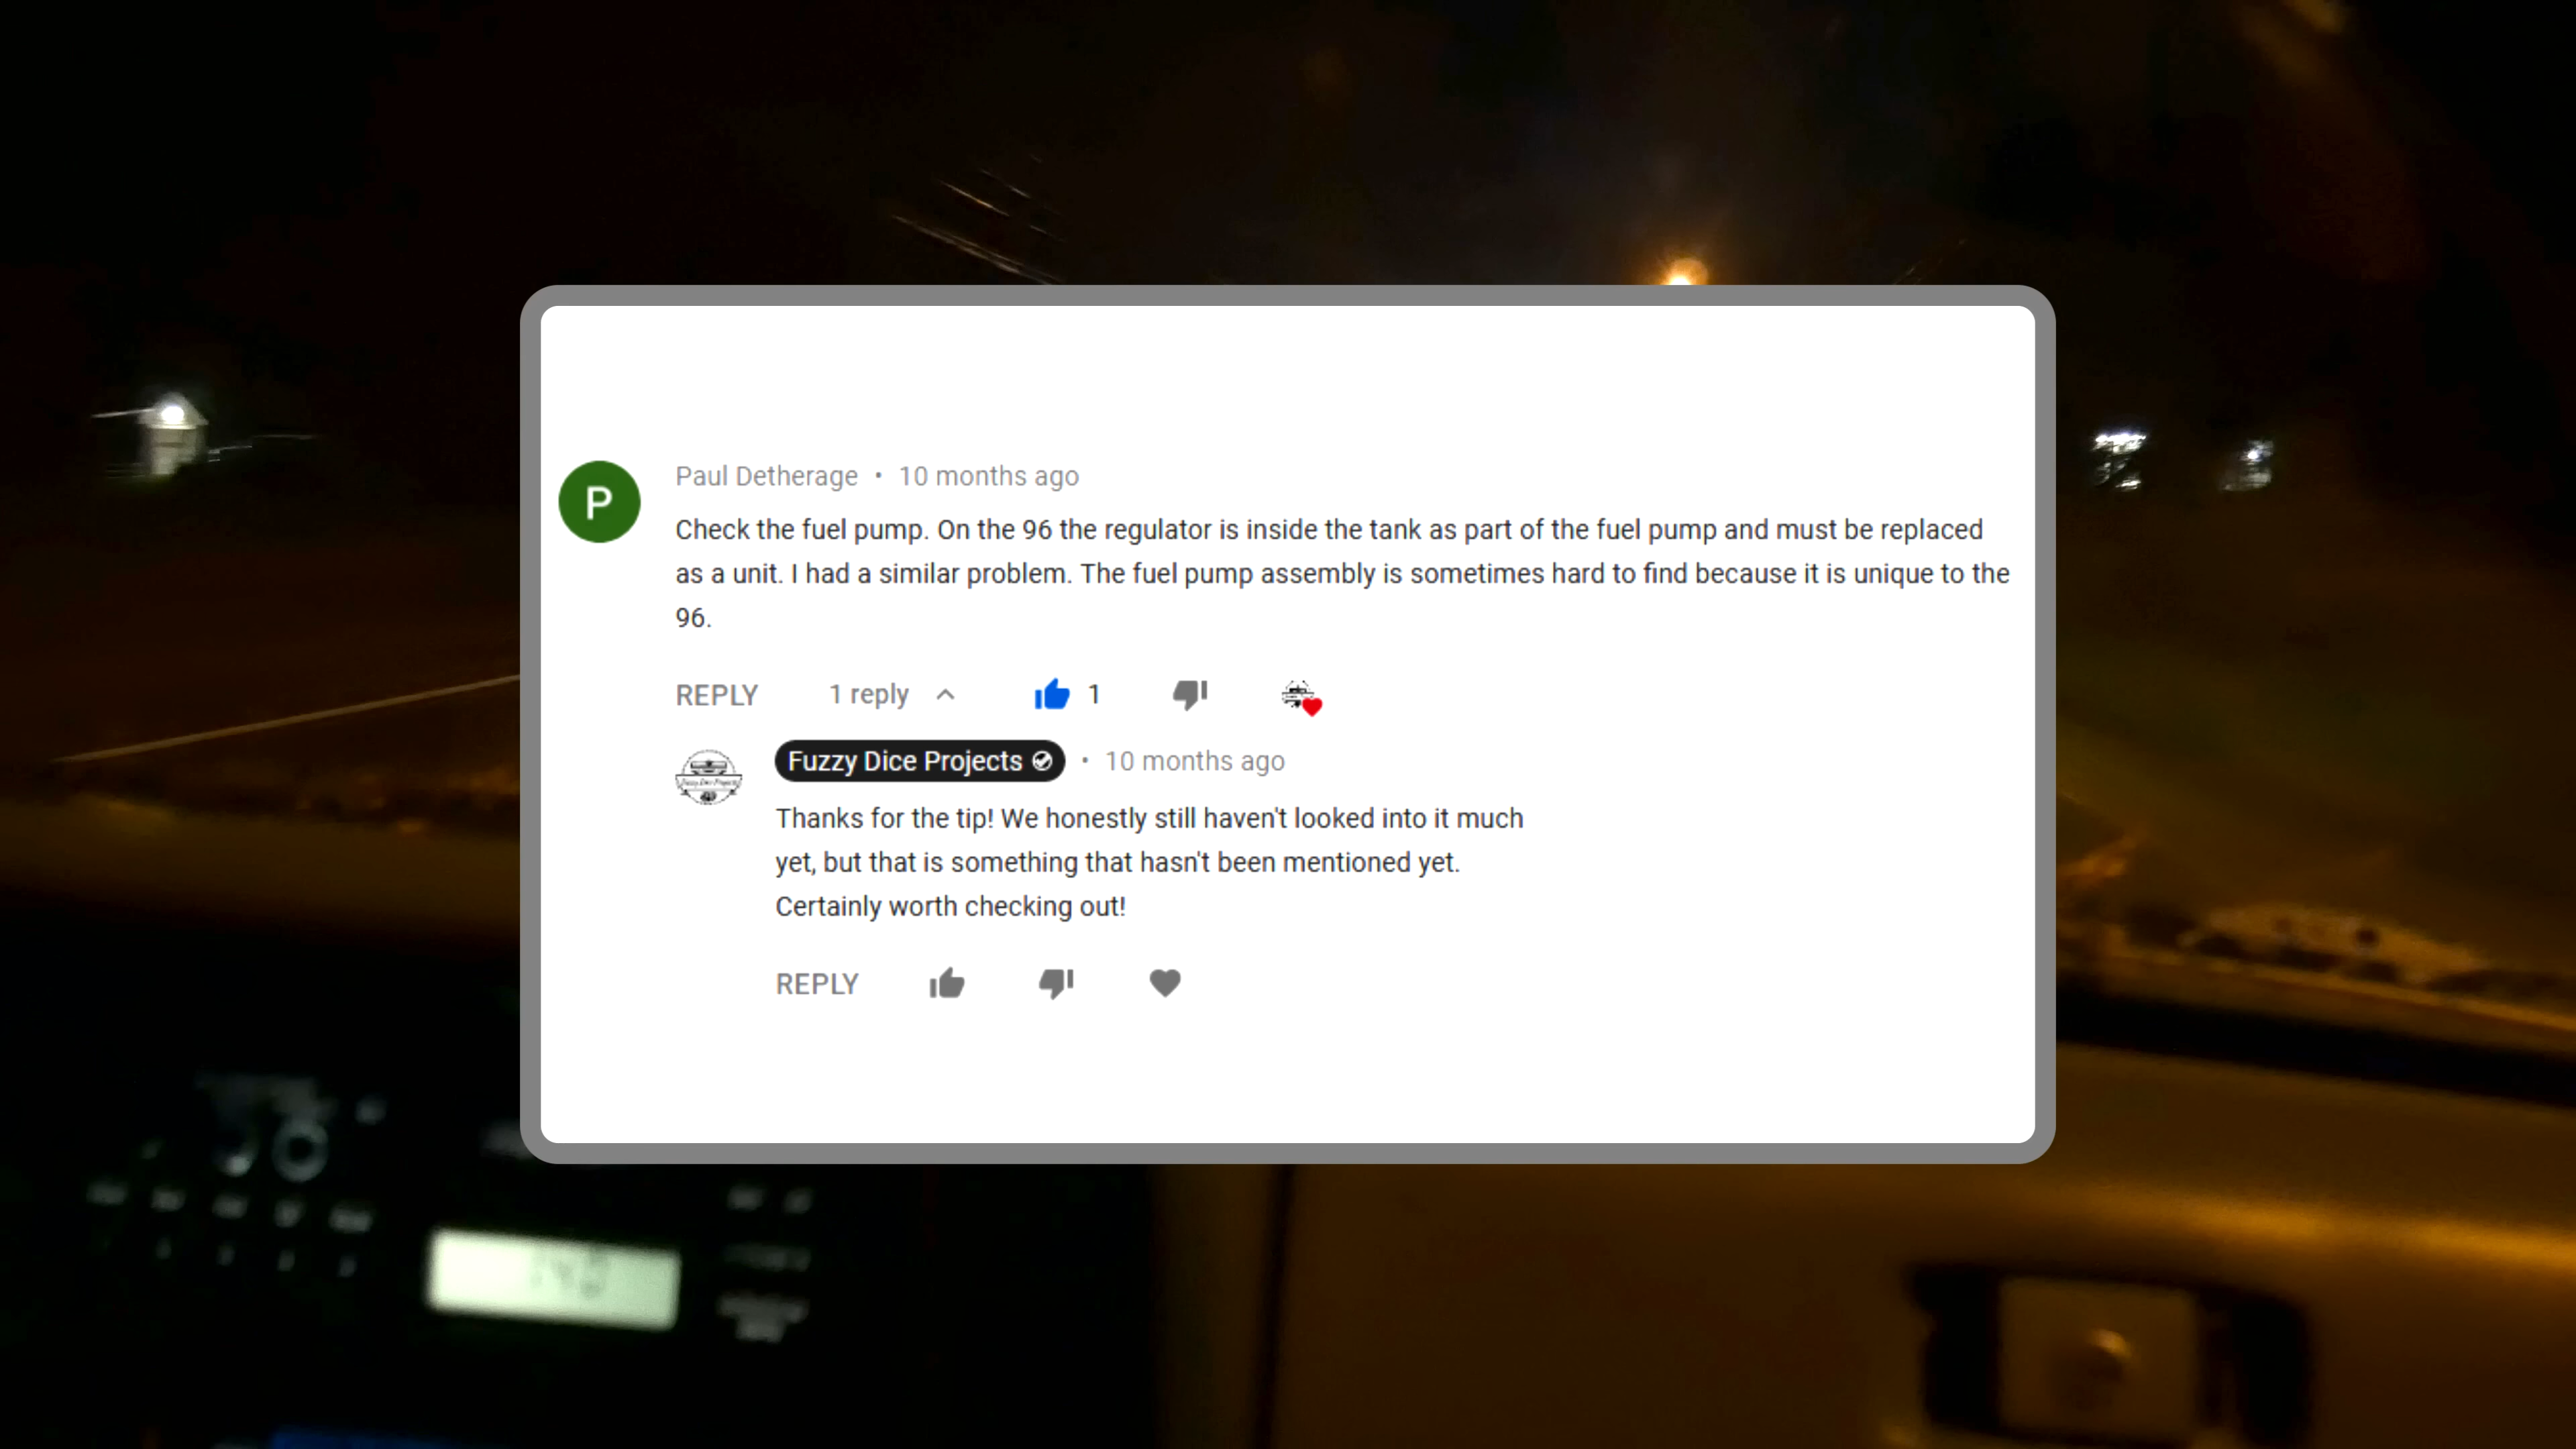 Paul Detherage • 10 months ago
Check the fuel pump. On the 96 the regulator is inside the tank as part of the fuel pump and must be replaced
as a unit. I had a similar problem. The fuel pump assembly is sometimes hard to find because it is unique to the
96.
REPLY 1 reply 1
Fuzzy Dice Projects • 10 months ago
Thanks for the tip! We honestly still haven't looked into it much
yet, but that is something that hasn't been mentioned yet.
Certainly worth checking out!
REPLY
P